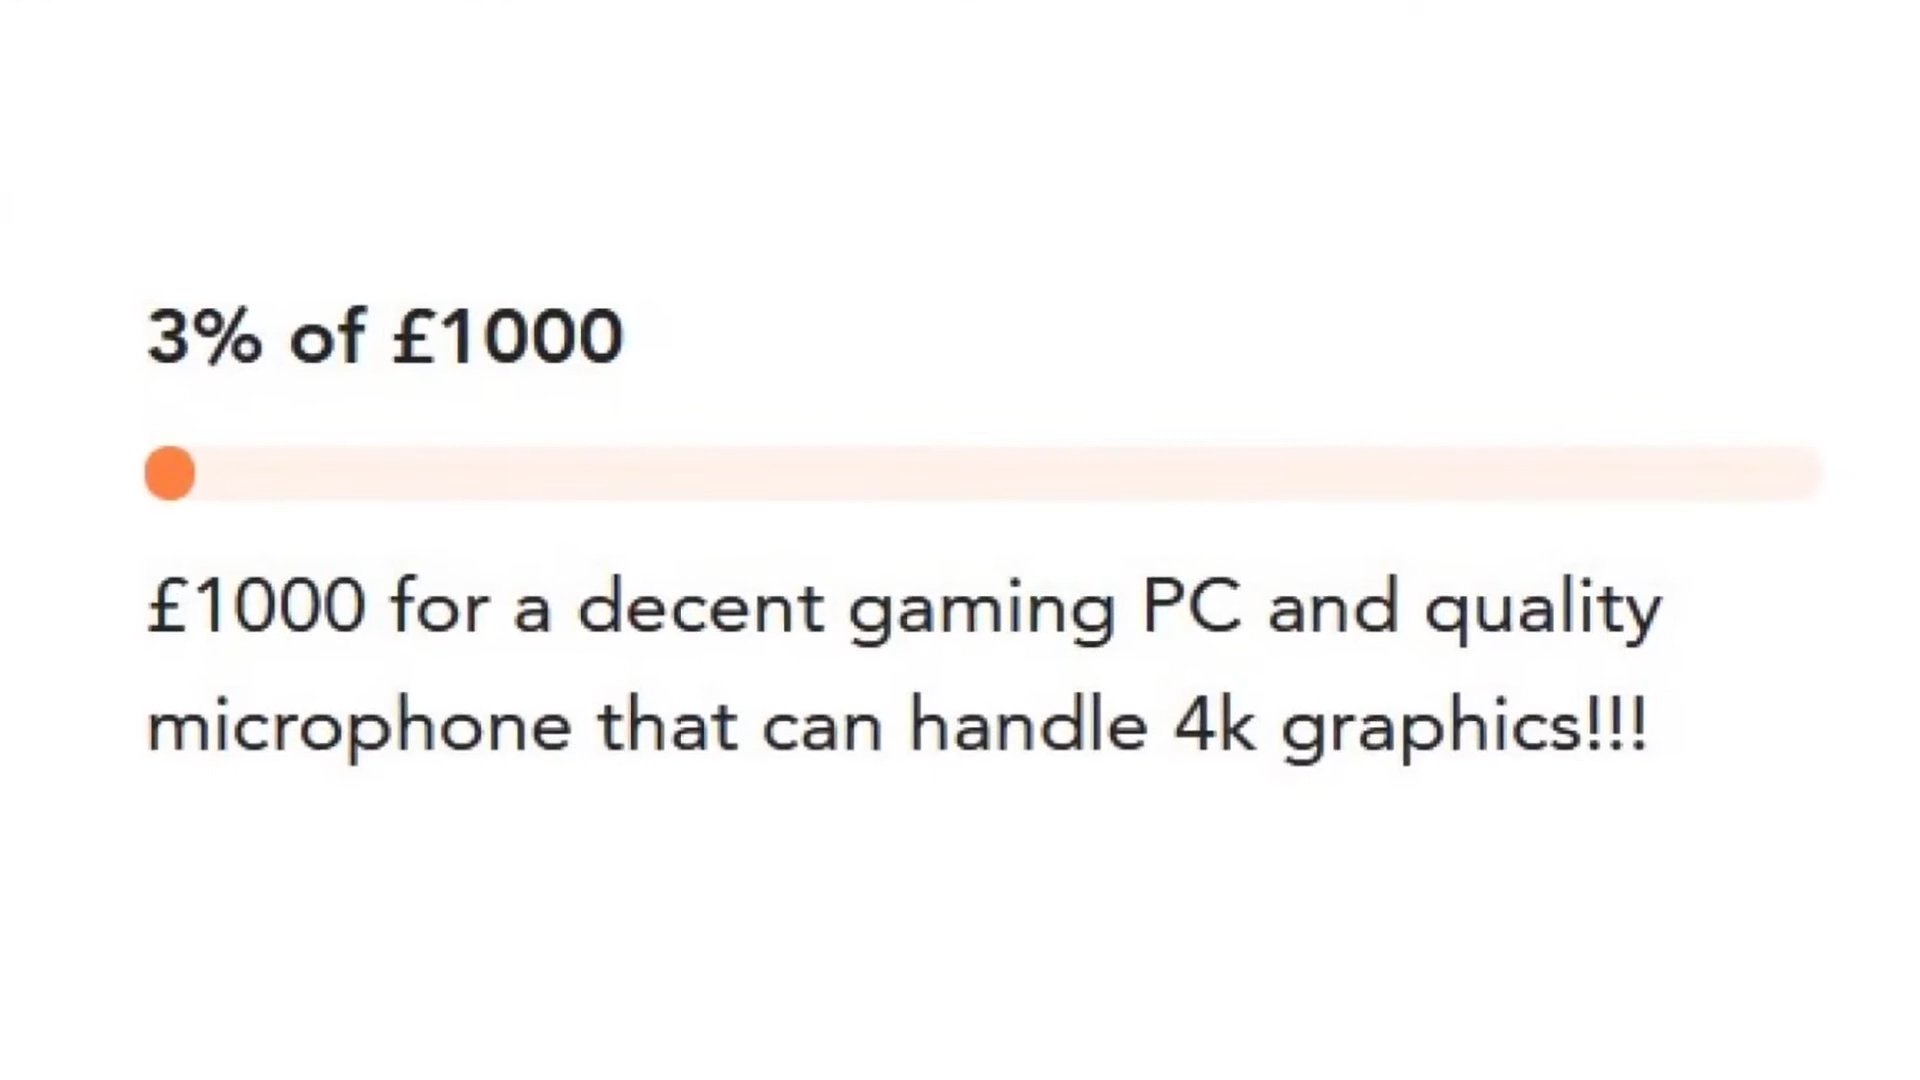 3% of £1000
£1000 for a decent gaming PC and quality
microphone that can handle 4k graphics!!!